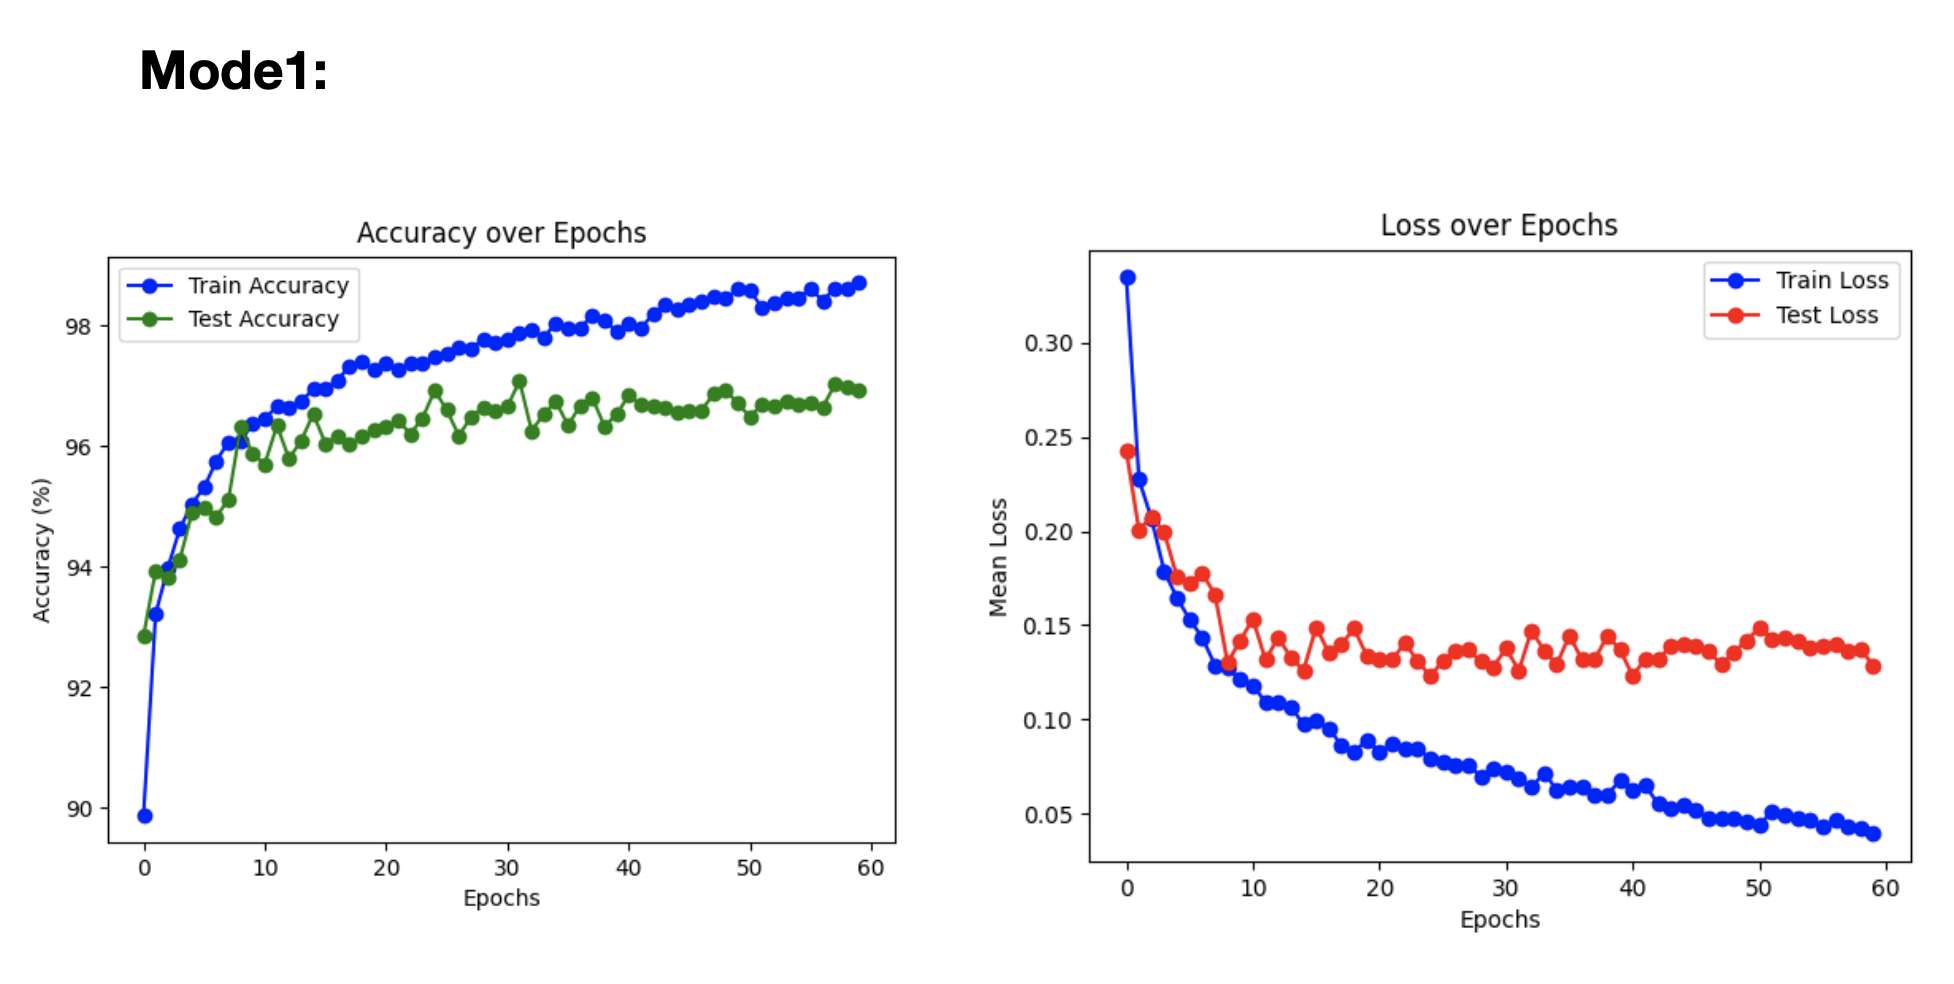 Mode1:
Accuracy over Epochs
Train Accuracy
Test Accuracy
98
96
94
92
90
Accuracy (%)
0 10 20 30 40 50 60
Epochs
Loss over Epochs
Train Loss
Test Loss
0.30
0.25
0.20
0.15
0.10
0.05
Mean Loss
0 10 20 30 40 50 60
Epochs